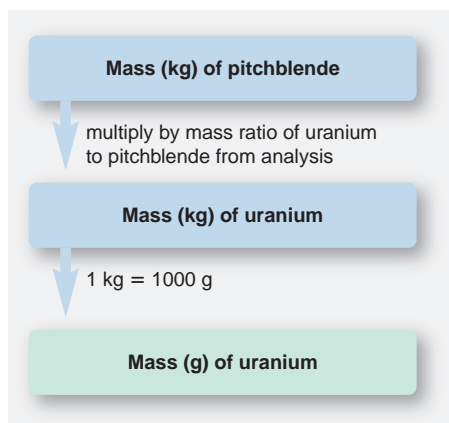 Mass (kg) of pitchblende
multiply by mass ratio of uranium
to pitchblende from analysis
Mass (kg) of uranium
1 kg = 1000 g
Mass (g) of uranium